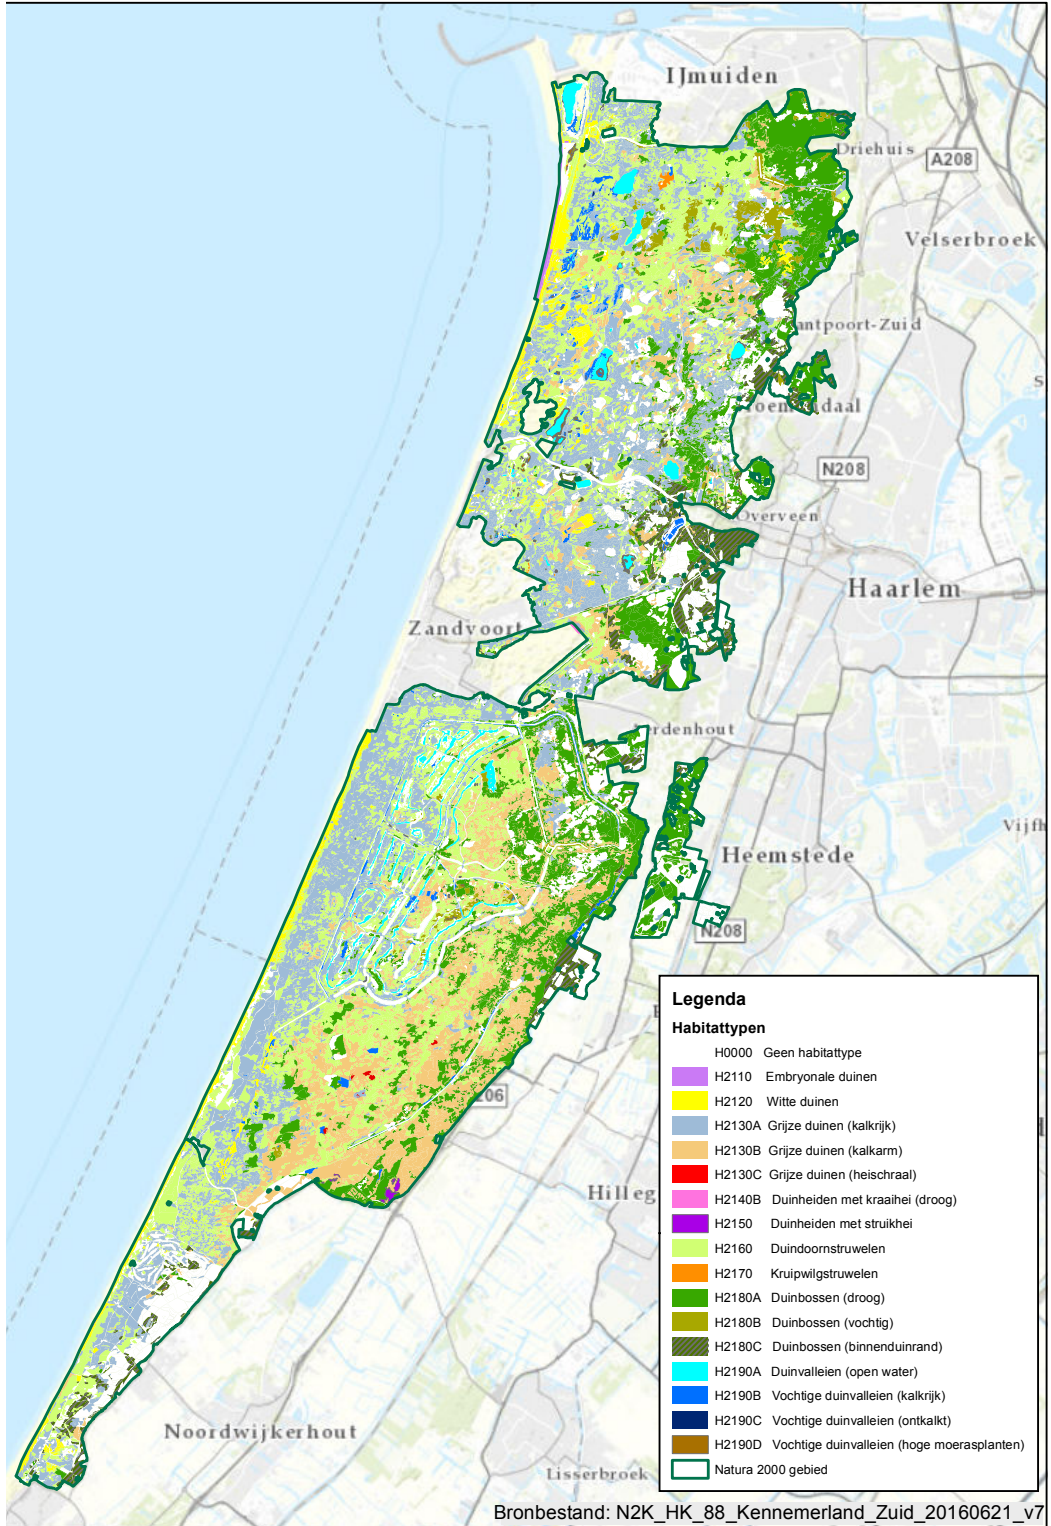 IJmuiden
Driehuis
A208
Velserbroek
antpoort-Zuid
N208
Overveen
Haarlem
Zandvoort
rdenhout
Vijfh
Heemstede
N208
206
Hilleg
Noordwijkerhout
Lisserbroek
Legenda
Habitattypen
H0000 Geen habitattype
H2110 Embryonale duinen
H2120 Witte duinen
H2130A Grijze duinen (kalkrijk)
H2130B Grijze duinen (kalkarm)
H2130C Grijze duinen (heischraal)
H2140B Duinheiden met kraaihei (droog)
H2150 Duinheiden met struikhei
H2160 Duindoornstruwelen
H2170 Kruipwilgstruwelen
H2180A Duinbossen (droog)
H2180B Duinbossen (vochtig)
H2180C Duinbossen (binnenduinrand)
H2190A Duinvalleien (open water)
H2190B Vochtige duinvalleien (kalkrijk)
H2190C Vochtige duinvalleien (ontkalkt)
H2190D Vochtige duinvalleien (hoge moerasplanten)
Natura 2000 gebied
Bronbestand: N2K_HK_88_Kennemerland_Zuid_20160621_v7